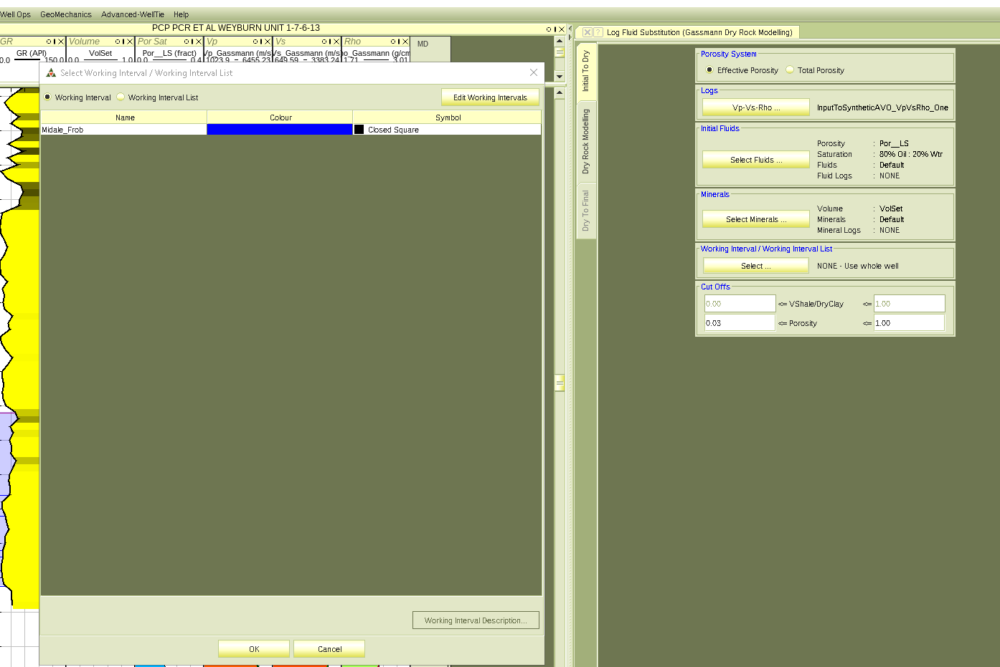 Well Ops GeoMechanics Advanced-WellTie Help
PCP PCR ET AL WEYBURN UNIT 1-7-6-13
GR Volume Por Sat Vp Vs Rho MD
GR (API) VolSet Por__LS (fract) Vp_Gassmann (m/s Vs_Gassmann (m/s ho_Gassmann (g/cm
0.0 150.0 0.0 1.0 0.0 0.4 1023.9 6455.23 649.59 3383.24 1.71 3.01
Select Working Interval / Working Interval List
Working Interval Working Interval List Edit Working Intervals
Name Colour Symbol
Midale_Frob Closed Square
Working Interval Description...
OK Cancel
Log Fluid Substitution (Gassmann Dry Rock Modelling)
Initial To Dry
Dry Rock Modelling
Dry To Final
Porosity System
Effective Porosity Total Porosity
Logs
Vp-Vs-Rho ... InputToSyntheticAVO_VpVsRho_One
Initial Fluids
Select Fluids ...
Porosity : Por__LS
Saturation : 80% Oil : 20% Wtr
Fluids : Default
Fluid Logs : NONE
Minerals
Select Minerals ...
Volume : VolSet
Minerals : Default
Mineral Logs : NONE
Working Interval / Working Interval List
Select ... NONE - Use whole well
Cut Offs
0.00 <= VShale/DryClay <= 1.00
0.03 <= Porosity <= 1.00